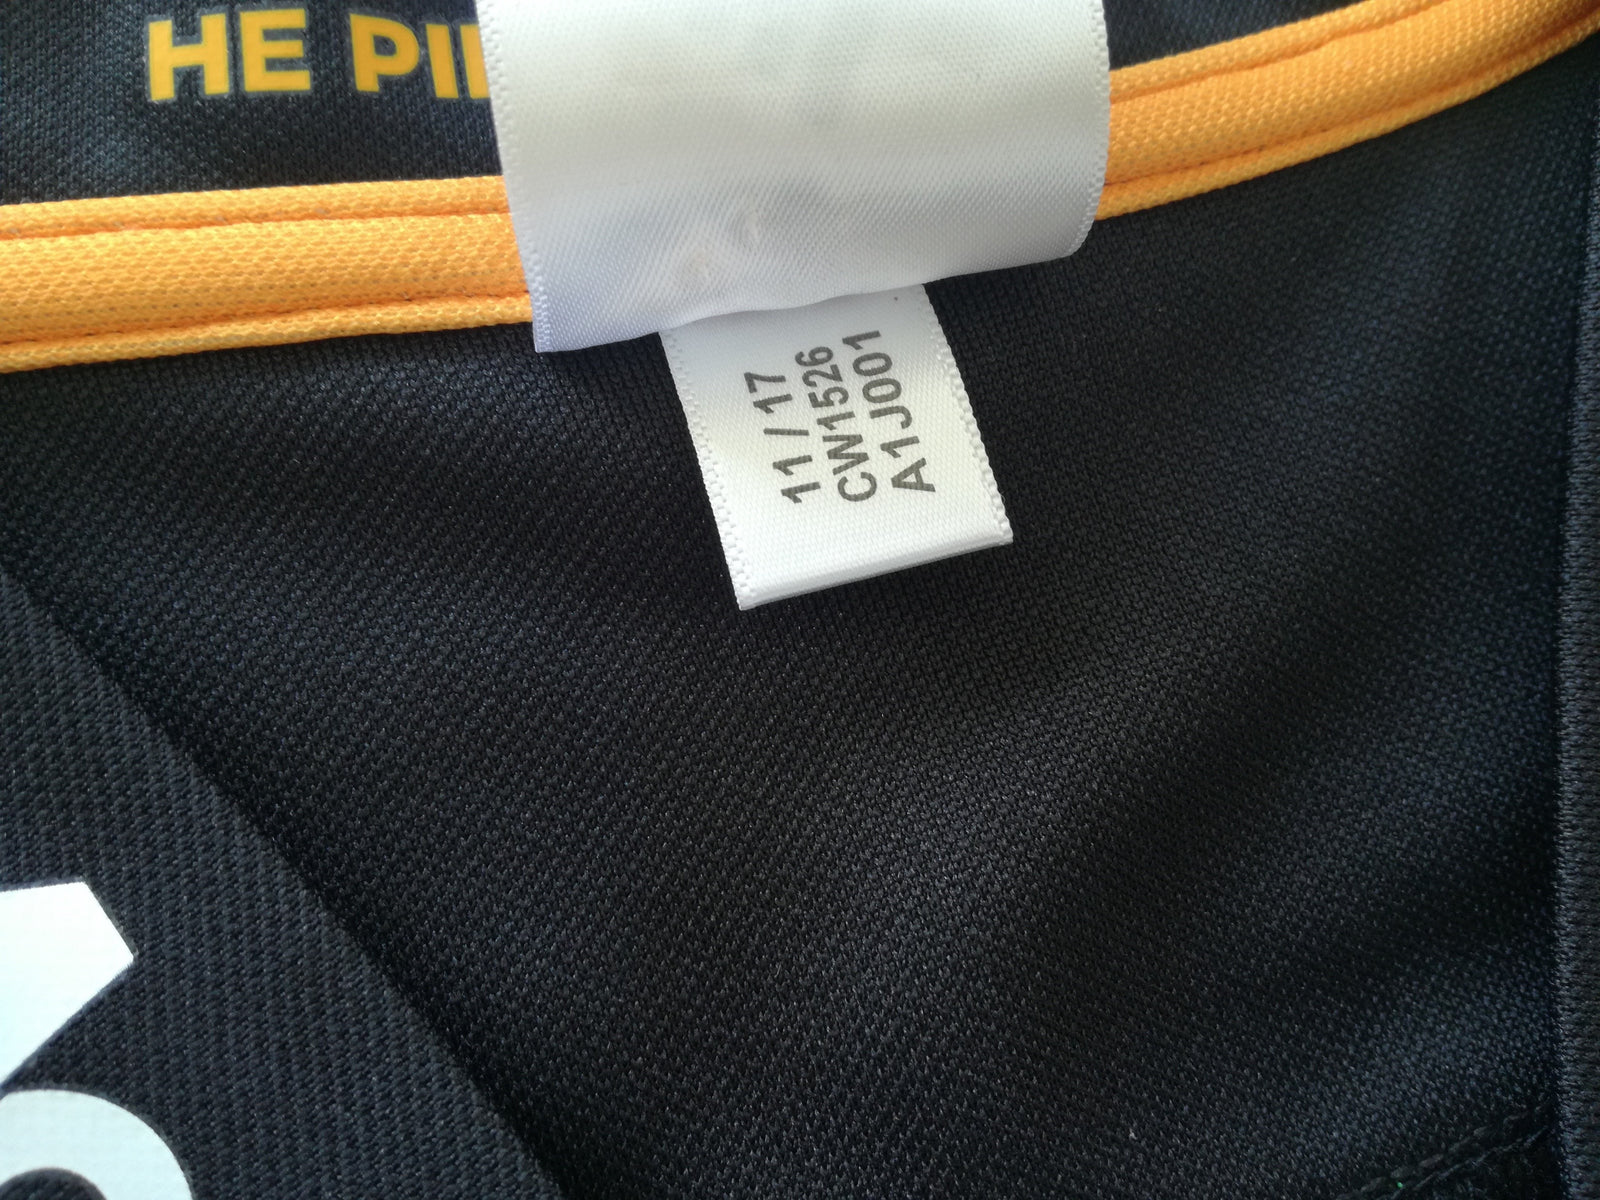 HE PI
11/17
CW1526
A1J001